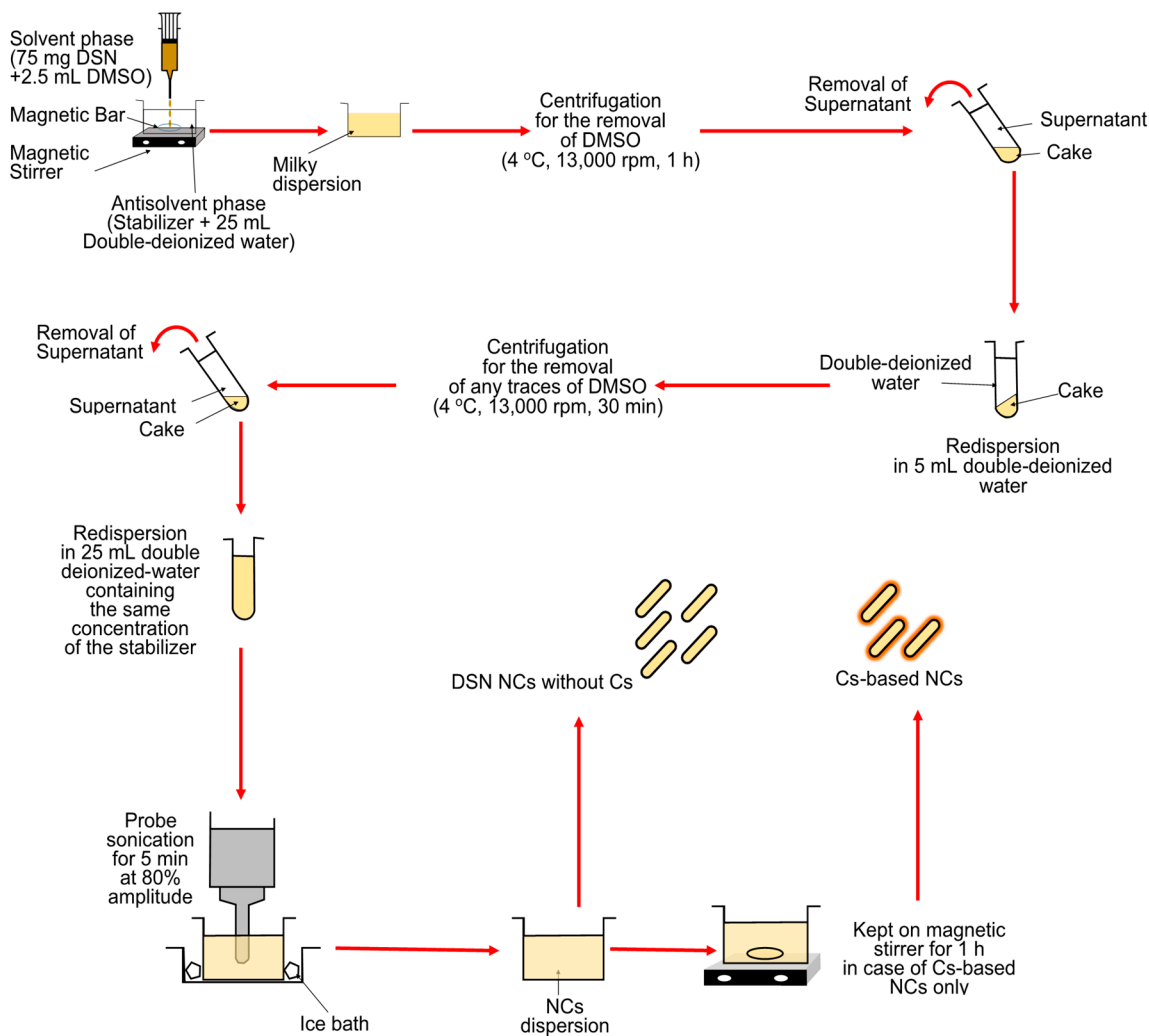 Solvent phase
(75 mg DSN
+2.5 mL DMSO)
Magnetic Bar
Magnetic
Stirrer
Antisolvent phase
(Stabilizer + 25 mL
Double-deionized water)
Milky
dispersion
Centrifugation
for the removal
of DMSO
(4 ºC, 13,000 rpm, 1 h)
Removal of
Supernatant
Supernatant
Cake
Double-deionized
water
Cake
Redispersion
in 5 mL double-deionized
water
Centrifugation
for the removal
of any traces of DMSO
(4 ºC, 13,000 rpm, 30 min)
Removal of
Supernatant
Supernatant
Cake
Redispersion
in 25 mL double
deionized-water
containing
the same
concentration
of the stabilizer
Probe
sonication
for 5 min
at 80%
amplitude
Ice bath
NCs
dispersion
DSN NCs without Cs
Kept on magnetic
stirrer for 1 h
in case of Cs-based
NCs only
Cs-based NCs